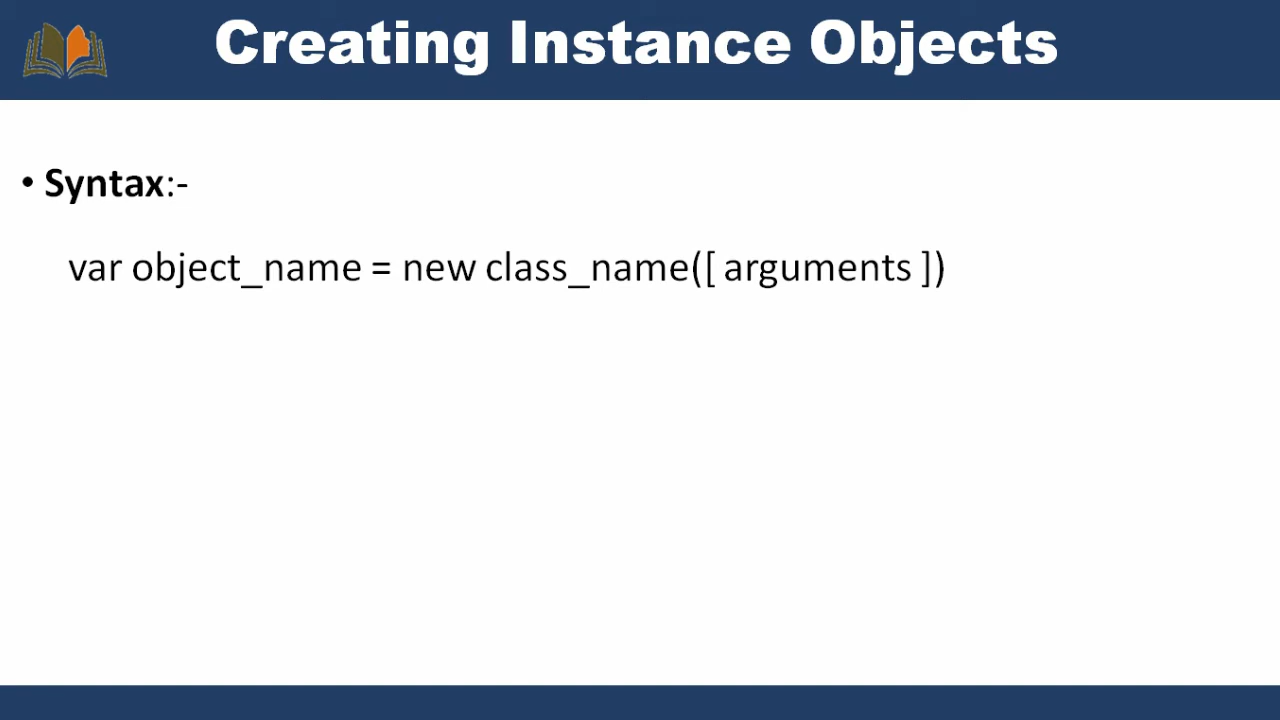 Creating Instance Objects
• Syntax:-
var object_name = new class_name([ arguments ])